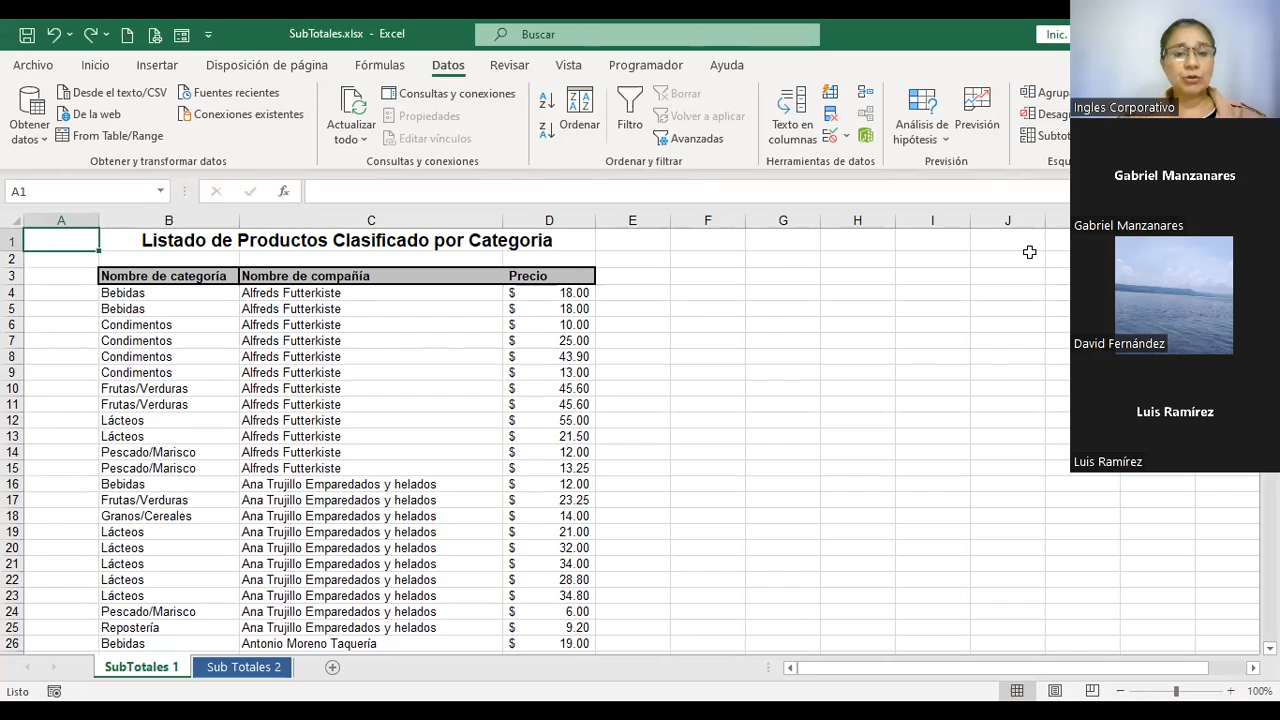 SubTotales.xlsx - Excel
Buscar
Inic.
Archivo Inicio Insertar Disposición de página Fórmulas Datos Revisar Vista Programador Ayuda
Obtener datos
Desde el texto/CSV
De la web
From Table/Range
Fuentes recientes
Conexiones existentes
Obtener y transformar datos
Actualizar todo
Consultas y conexiones
Propiedades
Editar vínculos
Consultas y conexiones
Ordenar
Filtro
Borrar
Volver a aplicar
Avanzadas
Ordenar y filtrar
Texto en columnas
Herramientas de datos
Análisis de hipótesis
Previsión
Previsión
Agrup
Desag
Subto
Esqu
A1
A B C D E F G H I J
1 Listado de Productos Clasificado por Categoria
2
3 Nombre de categoría Nombre de compañía Precio
4 Bebidas Alfreds Futterkiste $ 18.00
5 Bebidas Alfreds Futterkiste $ 18.00
6 Condimentos Alfreds Futterkiste $ 10.00
7 Condimentos Alfreds Futterkiste $ 25.00
8 Condimentos Alfreds Futterkiste $ 43.90
9 Condimentos Alfreds Futterkiste $ 13.00
10 Frutas/Verduras Alfreds Futterkiste $ 45.60
11 Frutas/Verduras Alfreds Futterkiste $ 45.60
12 Lácteos Alfreds Futterkiste $ 55.00
13 Lácteos Alfreds Futterkiste $ 21.50
14 Pescado/Marisco Alfreds Futterkiste $ 12.00
15 Pescado/Marisco Alfreds Futterkiste $ 13.25
16 Bebidas Ana Trujillo Emparedados y helados $ 12.00
17 Frutas/Verduras Ana Trujillo Emparedados y helados $ 23.25
18 Granos/Cereales Ana Trujillo Emparedados y helados $ 14.00
19 Lácteos Ana Trujillo Emparedados y helados $ 21.00
20 Lácteos Ana Trujillo Emparedados y helados $ 32.00
21 Lácteos Ana Trujillo Emparedados y helados $ 34.00
22 Lácteos Ana Trujillo Emparedados y helados $ 28.80
23 Lácteos Ana Trujillo Emparedados y helados $ 34.80
24 Pescado/Marisco Ana Trujillo Emparedados y helados $ 6.00
25 Repostería Ana Trujillo Emparedados y helados $ 9.20
26 Bebidas Antonio Moreno Taquería $ 19.00
SubTotales 1 Sub Totales 2
Listo
100%
Ingles Corporativo
Gabriel Manzanares
Gabriel Manzanares
David Fernández
Luis Ramírez
Luis Ramírez